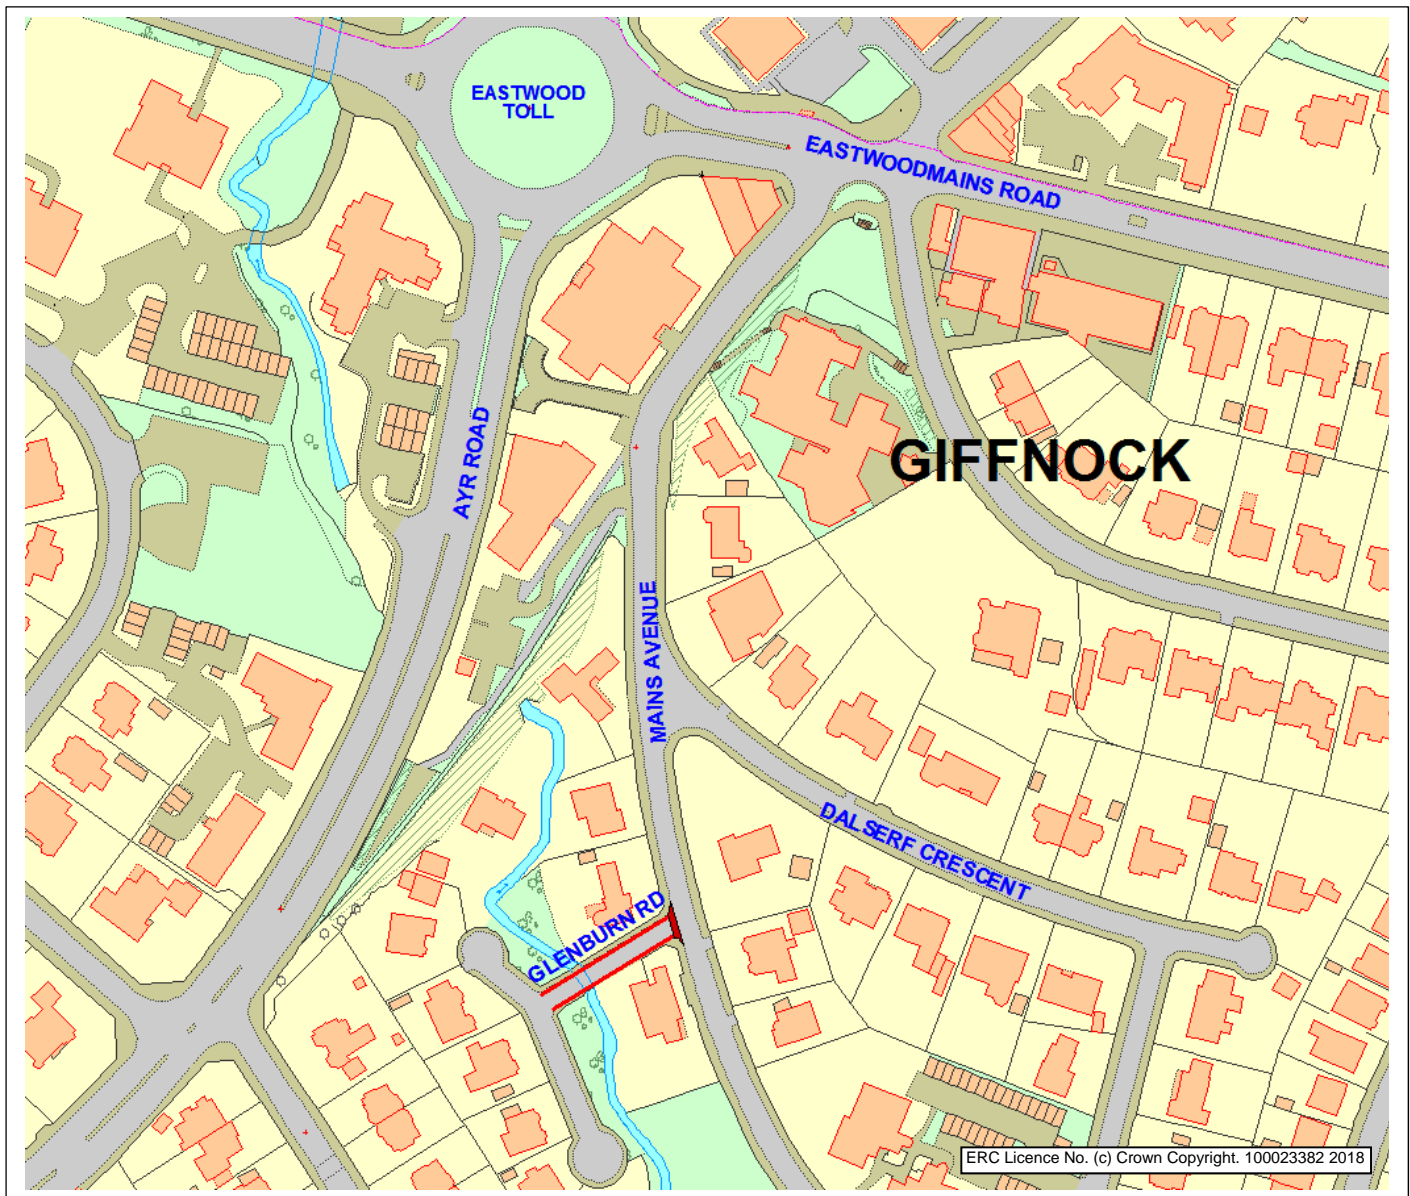 EASTWOOD
TOLL
EASTWOODMAINS ROAD
AYR ROAD
GIFFNOCK
MAINS AVENUE
DALSERF CRESCENT
GLENBURN RD
ERC Licence No. (c) Crown Copyright. 100023382 2018